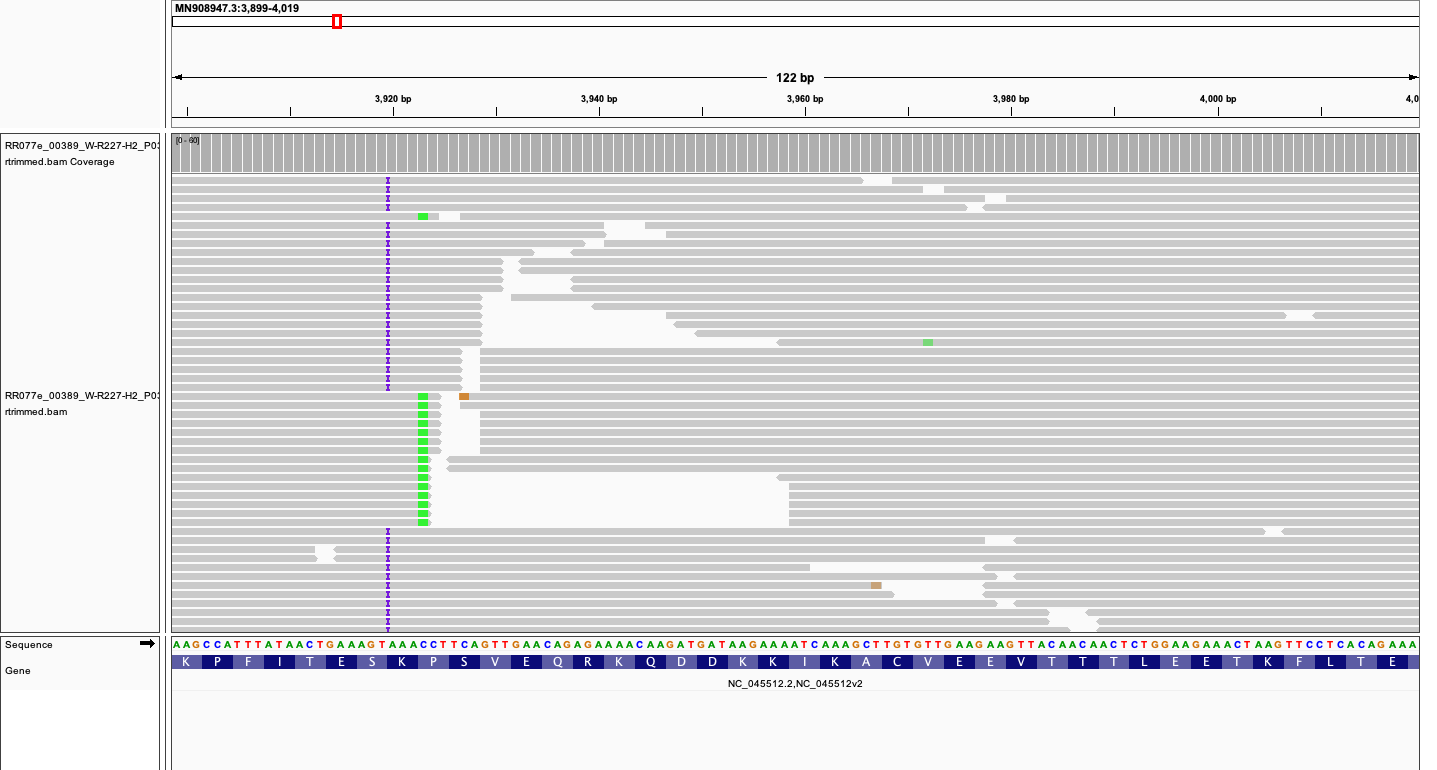 MN908947.3:3,899-4,019
122 bp
3,920 bp 3,940 bp 3,960 bp 3,980 bp 4,000 bp 4,0
RR077e_00389_W-R227-H2_P0
rtrimmed.bam Coverage
[0 - 60]
RR077e_00389_W-R227-H2_P0
rtrimmed.bam
Sequence
AAGCCATTTATAACTGAAAGTAAACCTTCAGTTGAACAGAGAAAACAAGATGATAAGAAAATCAAAGCTTGTGTTGAAGAAGTTACAACAACTCTGGAAGAAACTAAGTTCCTCACAGAAA
Gene
K P F I T E S K P S V E Q R K Q D D K K I K A C V E E V T T T L E E T K F L T E
NC_045512.2,NC_045512v2